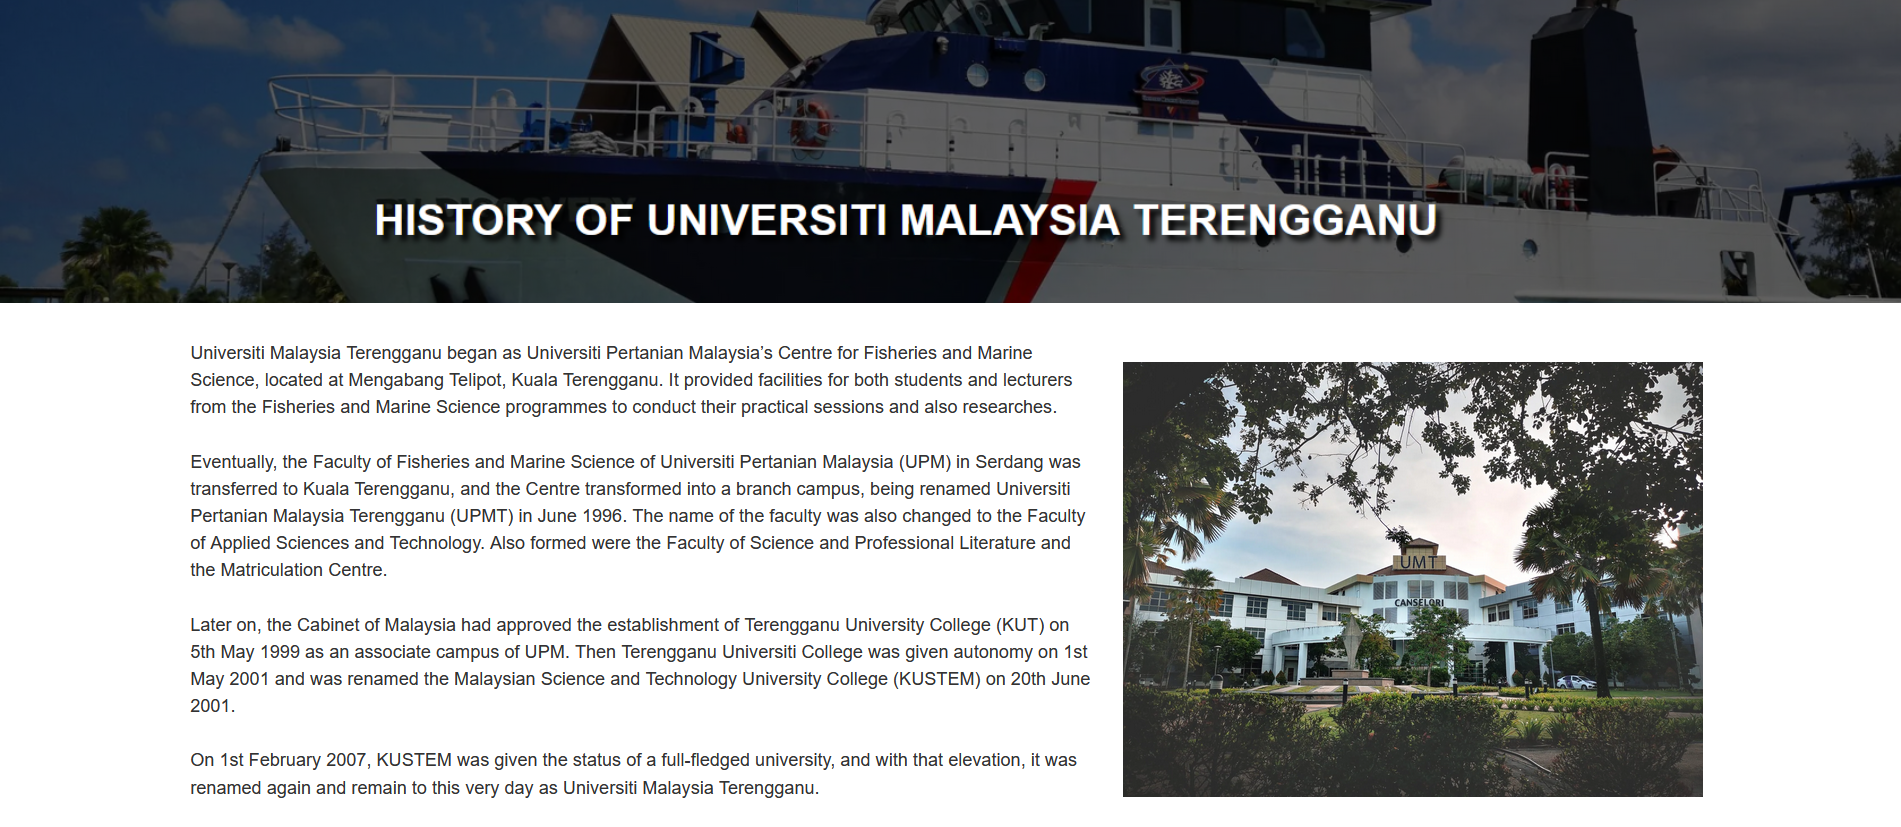 HISTORY OF UNIVERSITI MALAYSIA TERENGGANU
Universiti Malaysia Terengganu began as Universiti Pertanian Malaysia’s Centre for Fisheries and Marine
Science, located at Mengabang Telipot, Kuala Terengganu. It provided facilities for both students and lecturers
from the Fisheries and Marine Science programmes to conduct their practical sessions and also researches.
Eventually, the Faculty of Fisheries and Marine Science of Universiti Pertanian Malaysia (UPM) in Serdang was
transferred to Kuala Terengganu, and the Centre transformed into a branch campus, being renamed Universiti
Pertanian Malaysia Terengganu (UPMT) in June 1996. The name of the faculty was also changed to the Faculty
of Applied Sciences and Technology. Also formed were the Faculty of Science and Professional Literature and
the Matriculation Centre.
Later on, the Cabinet of Malaysia had approved the establishment of Terengganu University College (KUT) on
5th May 1999 as an associate campus of UPM. Then Terengganu Universiti College was given autonomy on 1st
May 2001 and was renamed the Malaysian Science and Technology University College (KUSTEM) on 20th June
2001.
On 1st February 2007, KUSTEM was given the status of a full-fledged university, and with that elevation, it was
renamed again and remain to this very day as Universiti Malaysia Terengganu.
UMT
CANSELORI